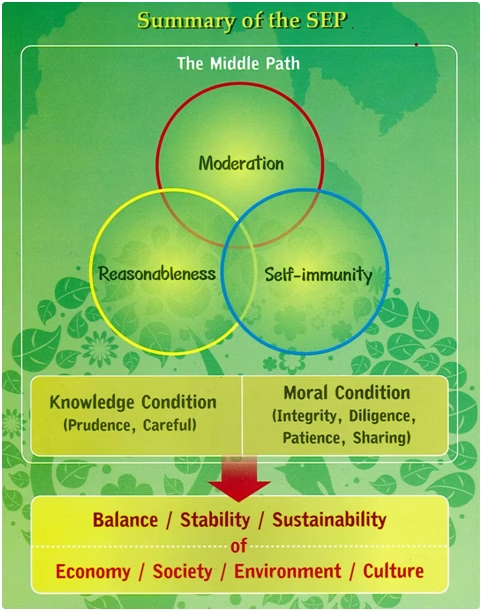 Summary of the SEP
The Middle Path
Moderation
Reasonableness
Self-immunity
Knowledge Condition
(Prudence, Careful)
Moral Condition
(Integrity, Diligence,
Patience, Sharing)
Balance / Stability / Sustainability
of
Economy / Society / Environment / Culture